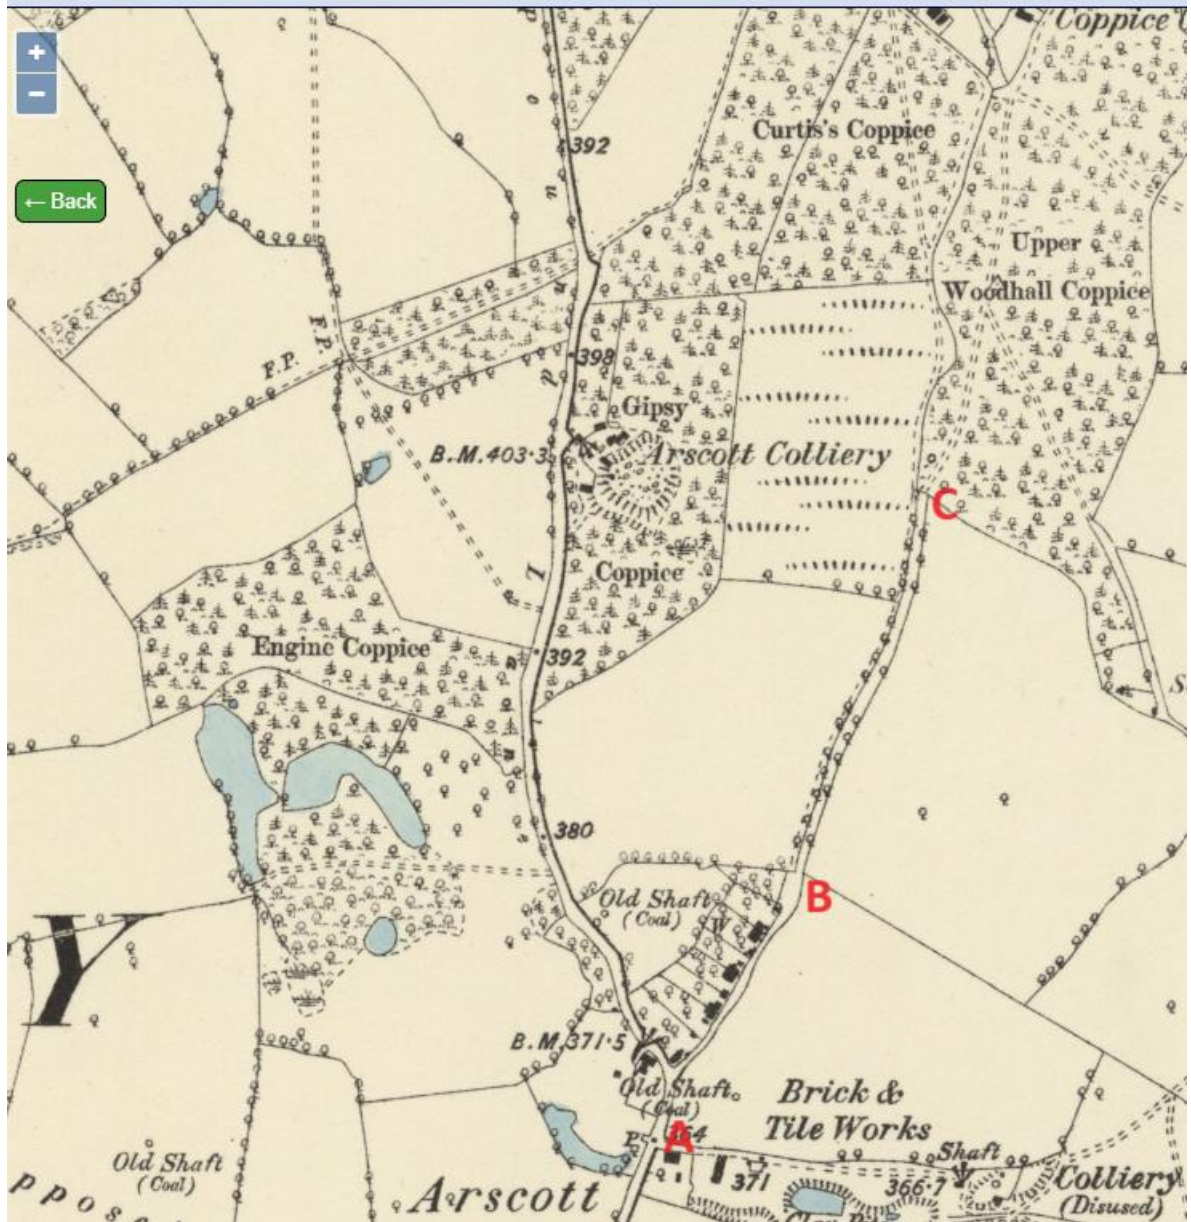 +
−
← Back
Coppice
392
Curtis's Coppice
Upper
Woodhall Coppice
F.P.
F.P.
398
Gipsy
B.M.403·3
Arscott Colliery
C
Coppice
Engine Coppice
392
380
Old Shaft
(Coal)
W
B
Y
B.M.371·5
Old Shaft
(Coal)
Brick &
Tile Works
A
P
Shaft
Old Shaft
(Coal)
371
366·7
Colliery
(Disused)
Arscott